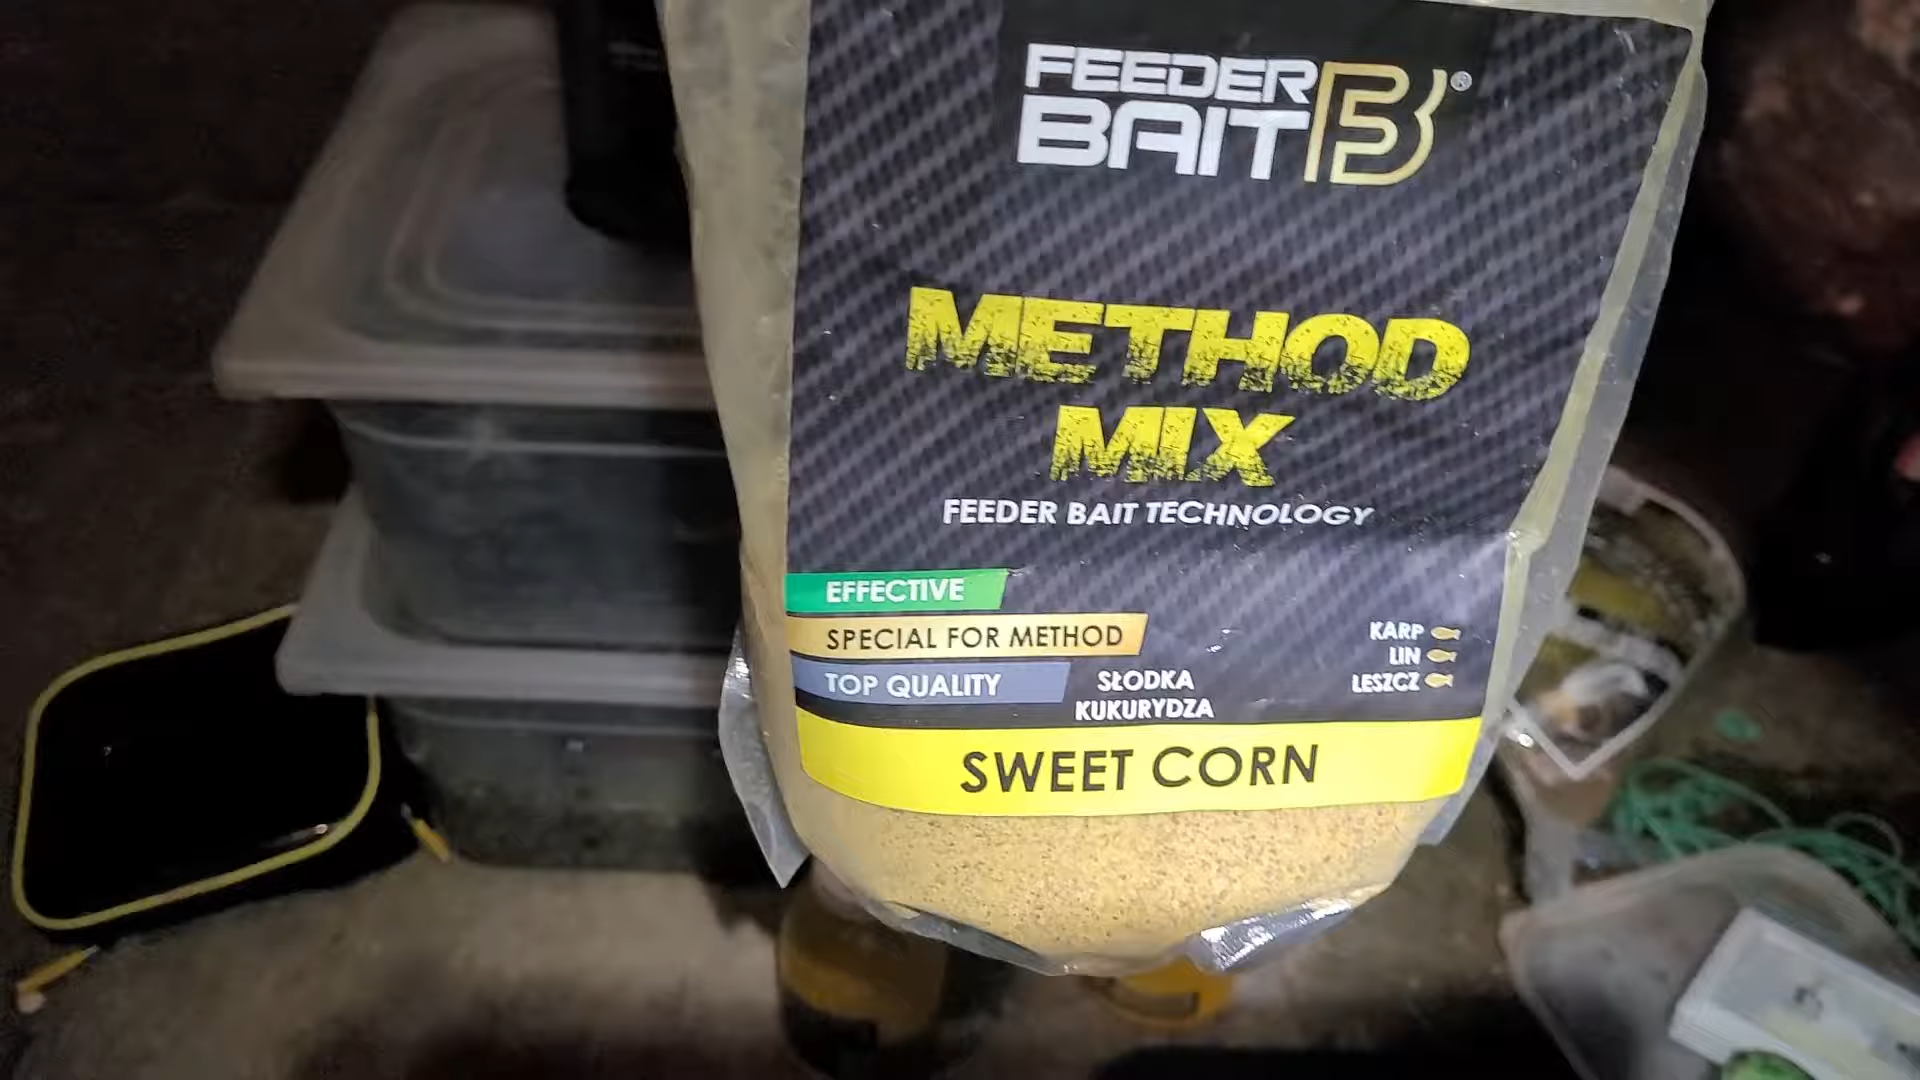 FEEDER
BAIT FB®
METHOD
MIX
FEEDER BAIT TECHNOLOGY
EFFECTIVE
SPECIAL FOR METHOD
TOP QUALITY
SŁODKA
KUKURYDZA
KARP
LIN
LESZCZ
SWEET CORN